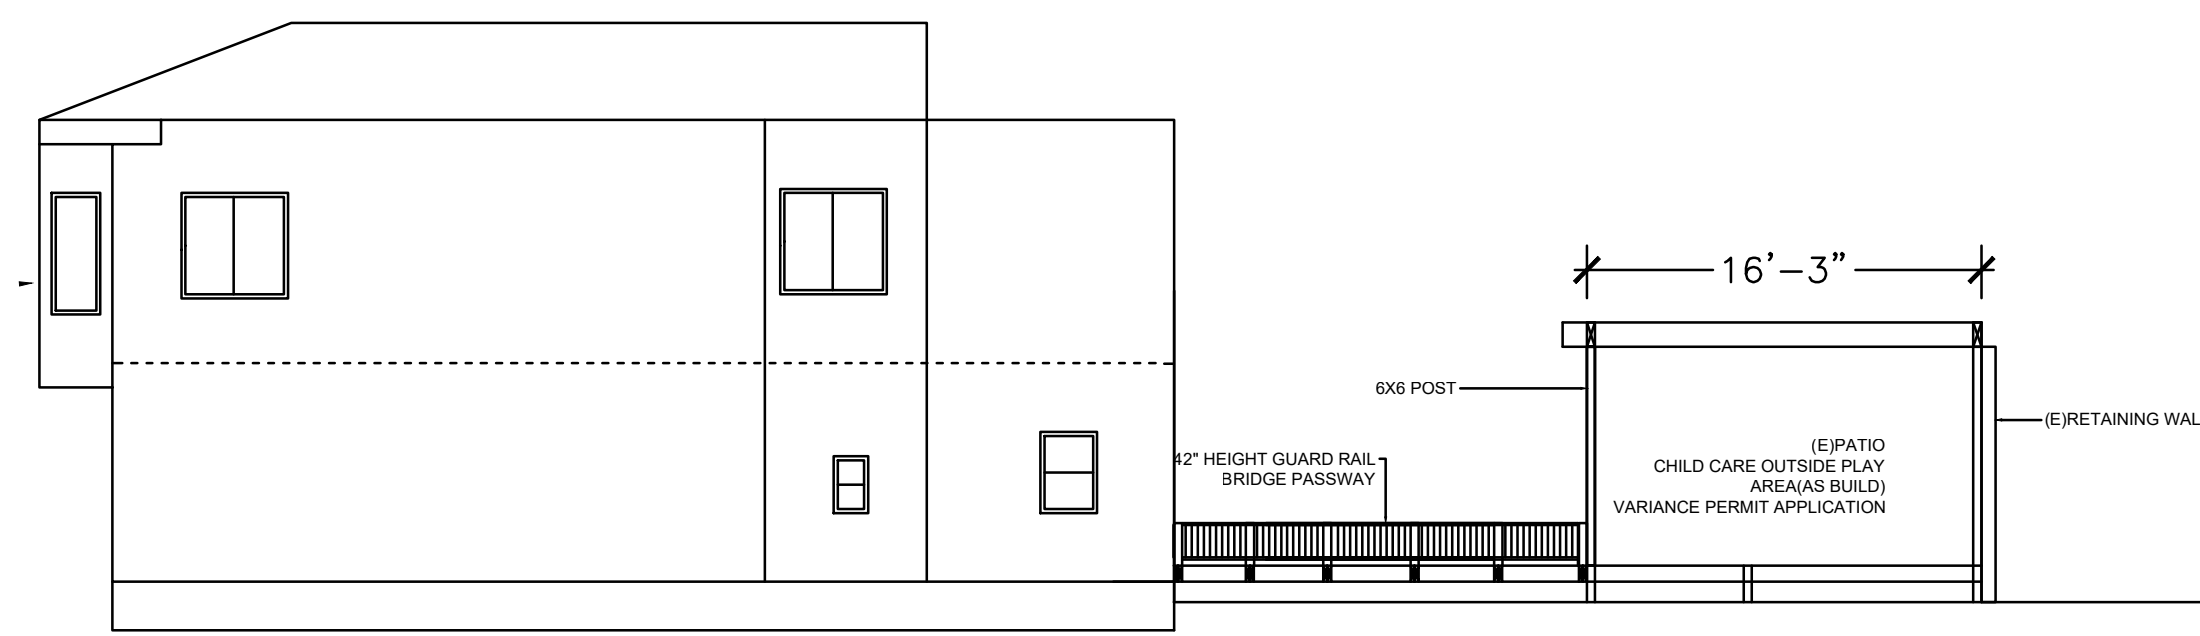 16'-3"
6X6 POST
(E)RETAINING WAL
(E)PATIO
CHILD CARE OUTSIDE PLAY
AREA(AS BUILD)
VARIANCE PERMIT APPLICATION
42" HEIGHT GUARD RAIL
BRIDGE PASSWAY